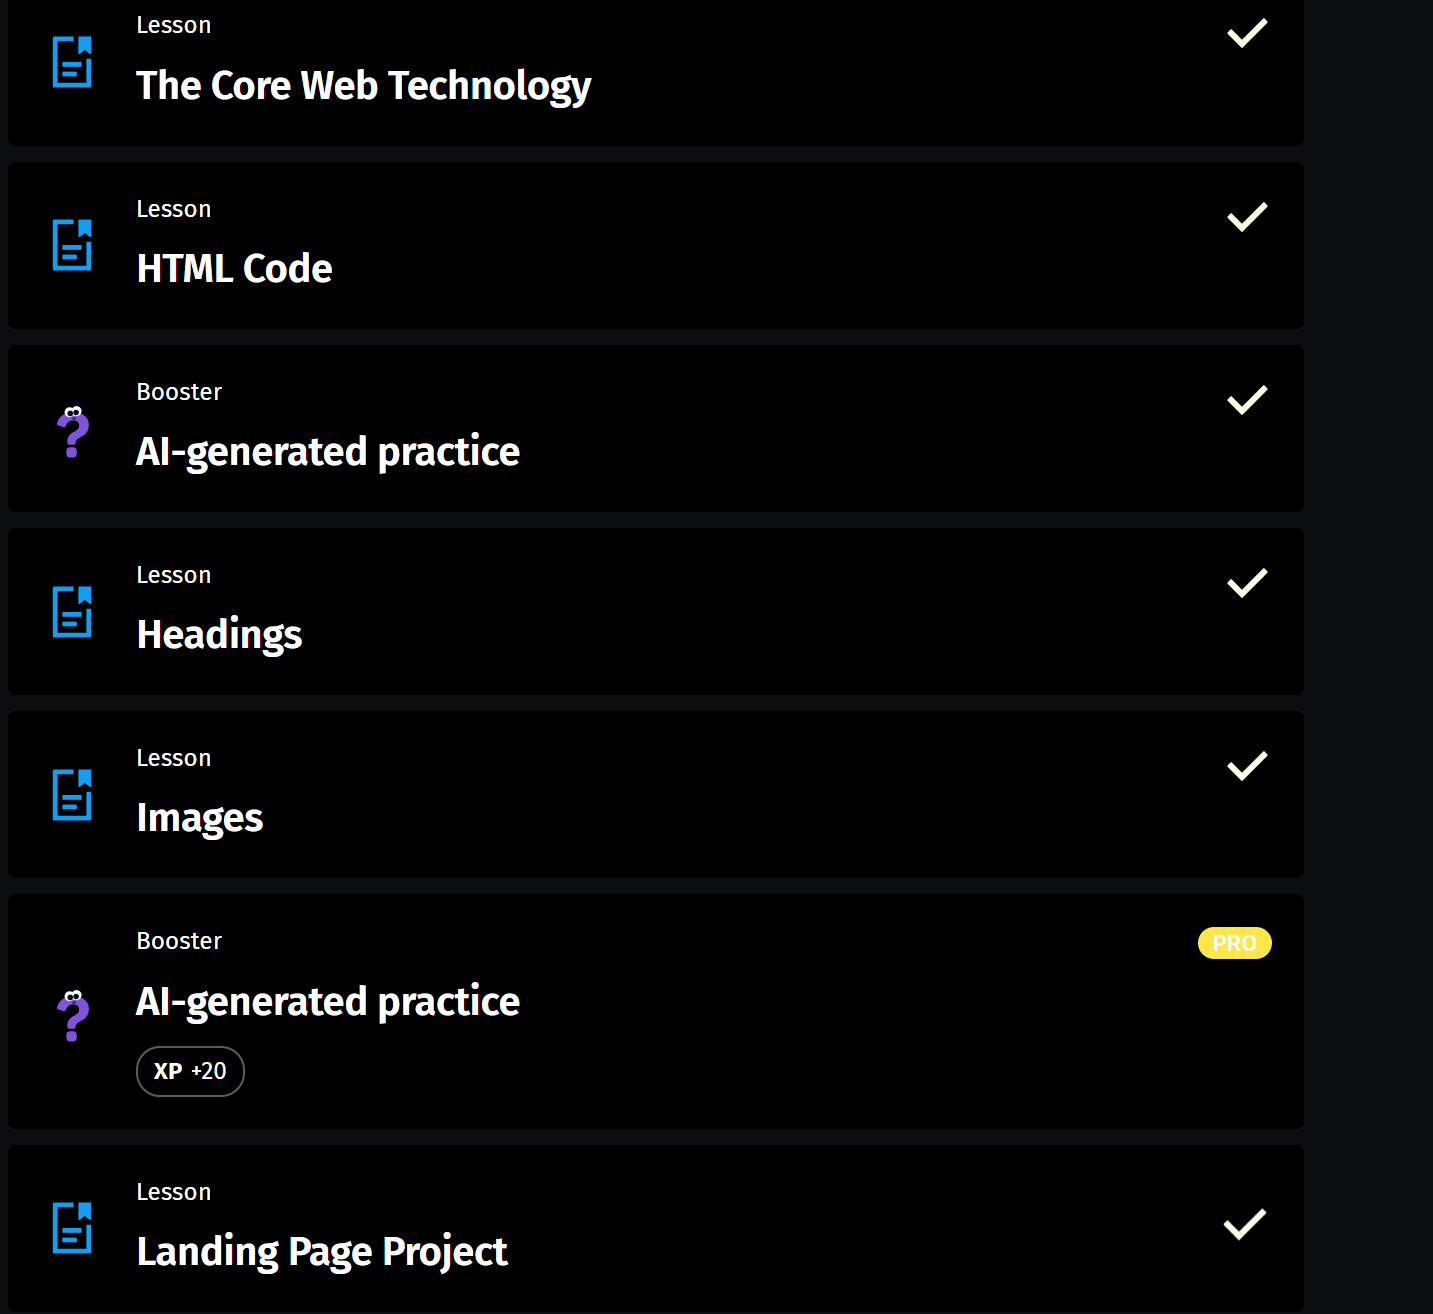 Lesson
The Core Web Technology
Lesson
HTML Code
Booster
AI-generated practice
Lesson
Headings
Lesson
Images
Booster
PRO
AI-generated practice
XP +20
Lesson
Landing Page Project